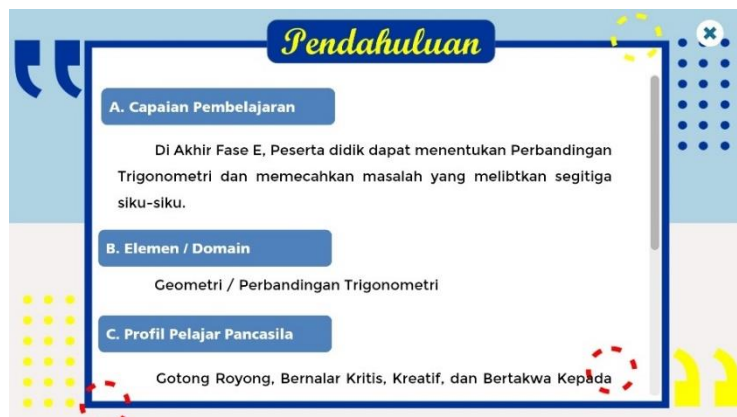 Pendahuluan
A. Capaian Pembelajaran
Di Akhir Fase E, Peserta didik dapat menentukan Perbandingan
Trigonometri dan memecahkan masalah yang melibtkan segitiga
siku-siku.
B. Elemen / Domain
Geometri / Perbandingan Trigonometri
C. Profil Pelajar Pancasila
Gotong Royong, Bernalar Kritis, Kreatif, dan Bertakwa Kepada